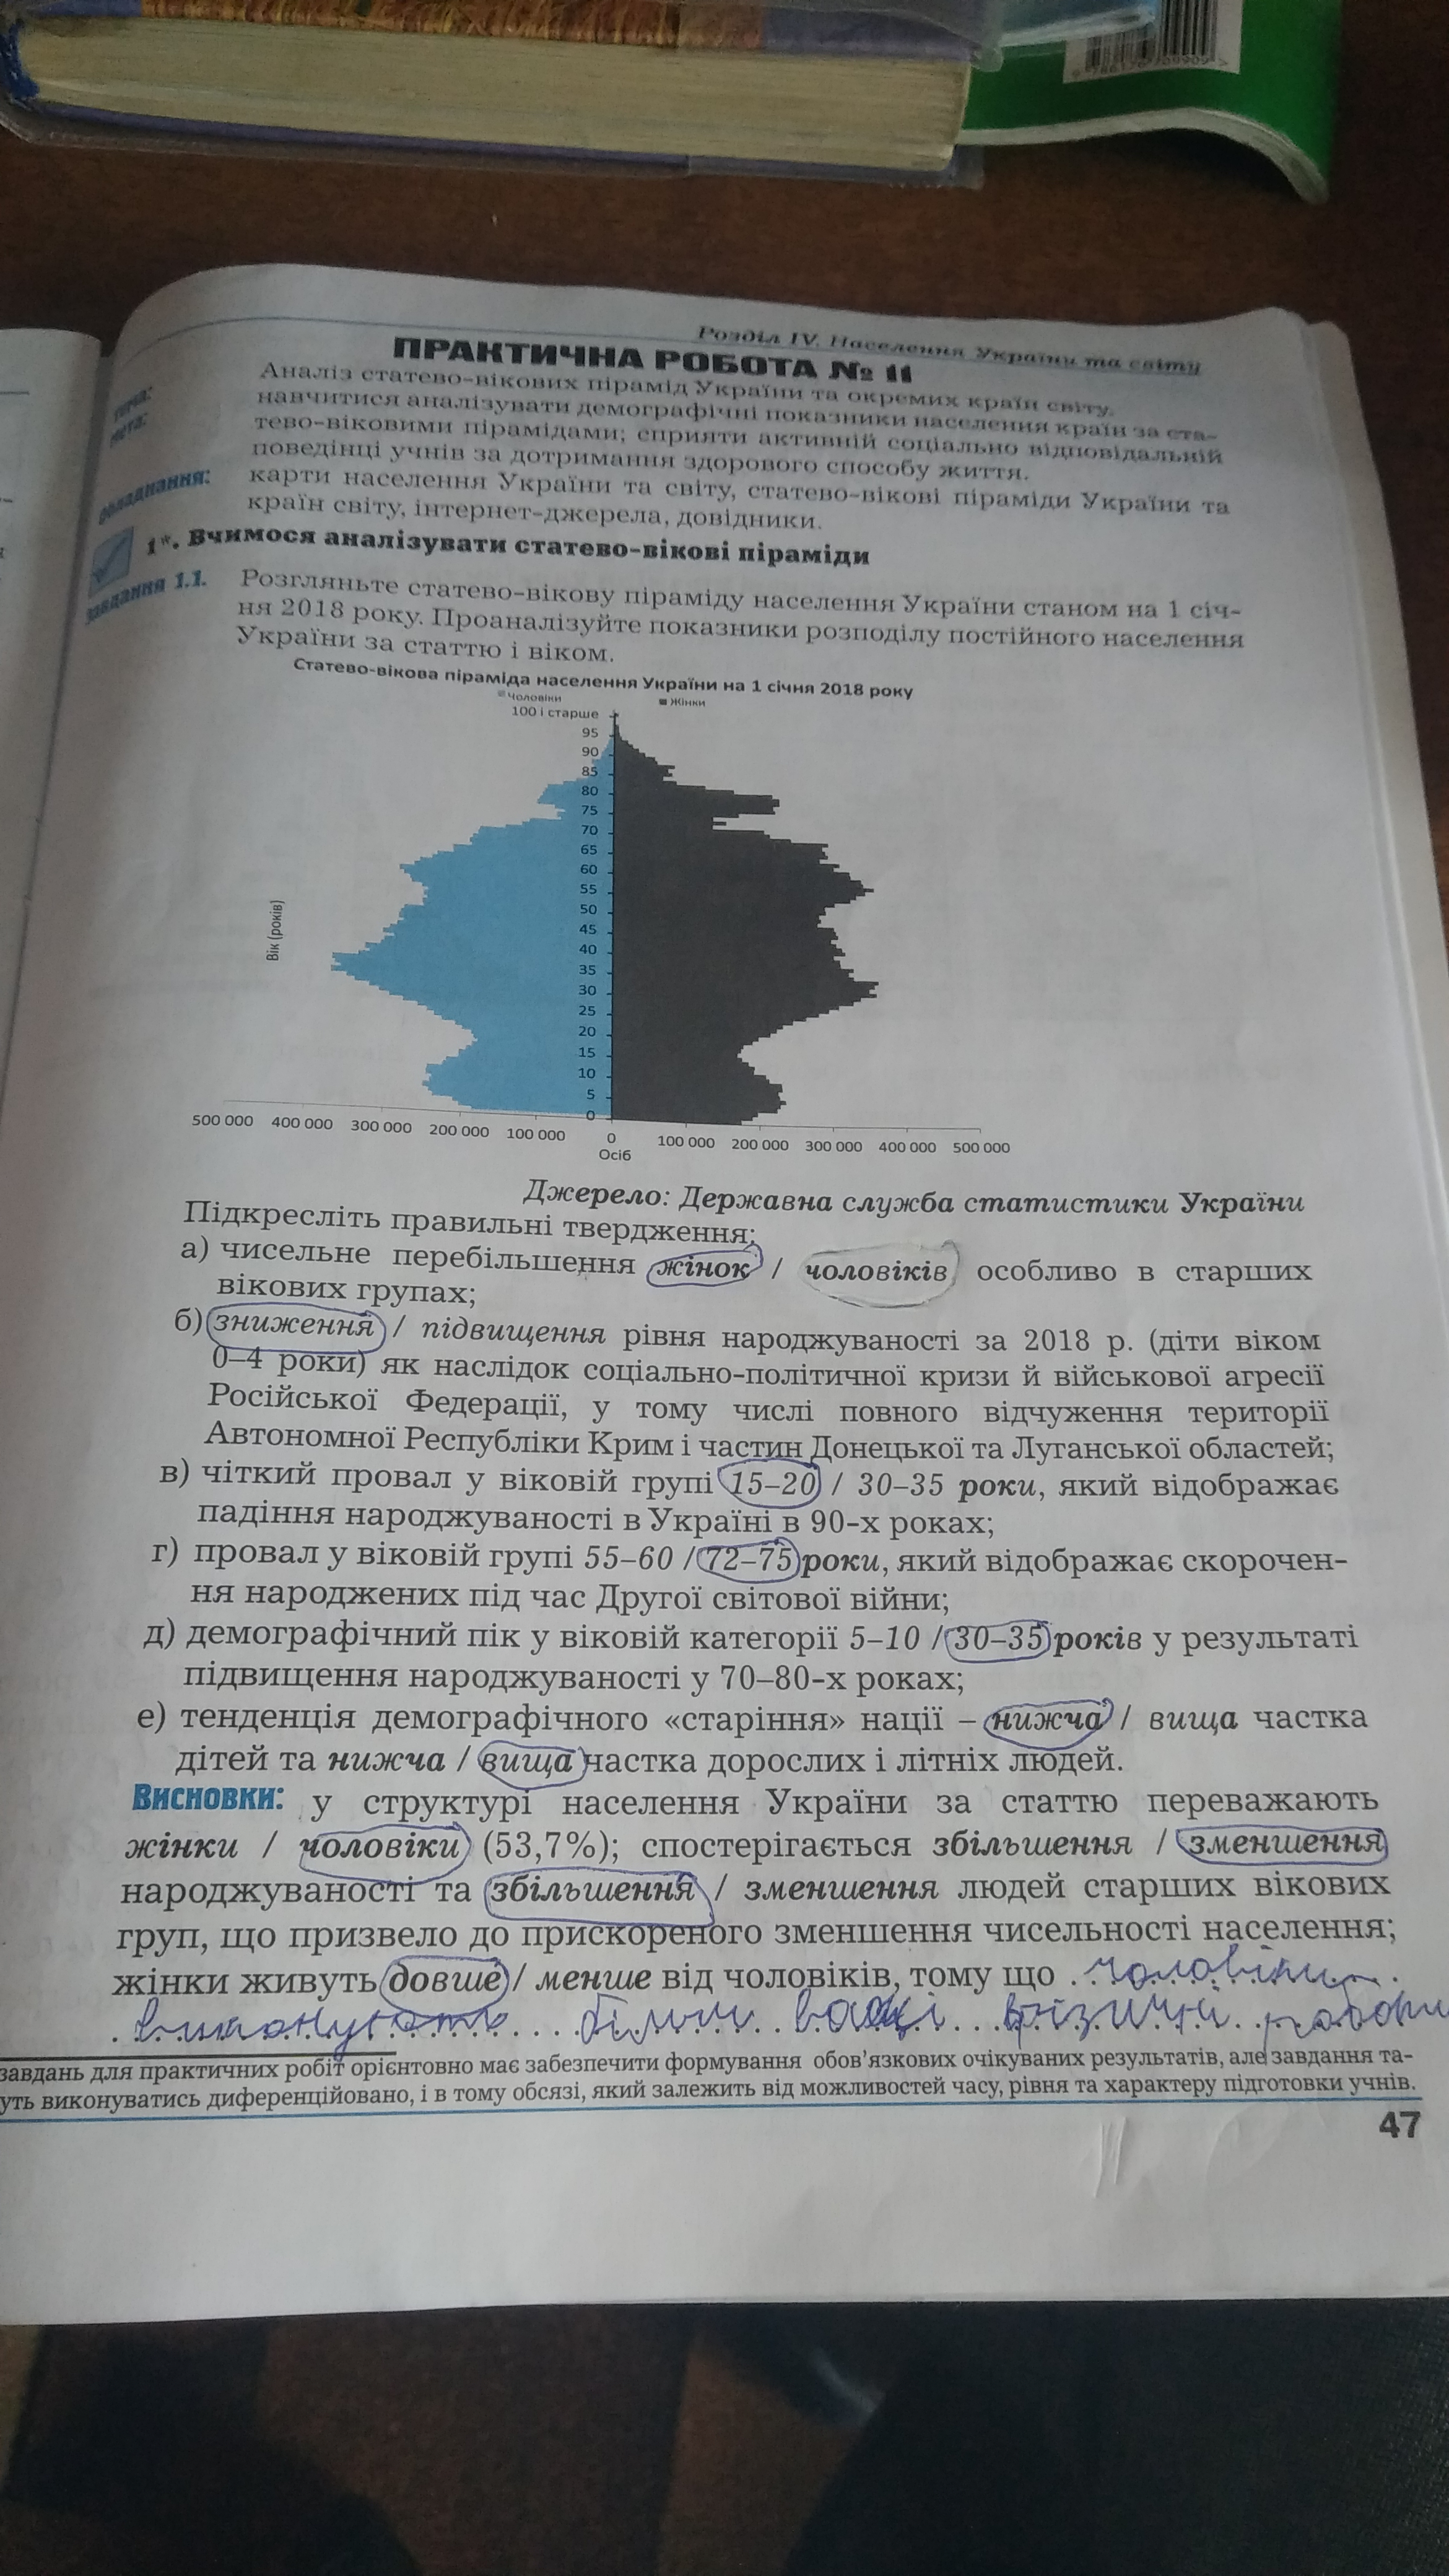 9 786176 709909 >
Розділ IV. Населення України та світу
ПРАКТИЧНА РОБОТА № 11
Тема: Аналіз статево-вікових пірамід України та окремих країн світу.
Мета: навчитися аналізувати демографічні показники населення країн за ста-
тево-віковими пірамідами; сприяти активній соціально відповідальній
поведінці учнів за дотримання здорового способу життя.
Обладнання: карти населення України та світу, статево-вікові піраміди України та
країн світу, інтернет-джерела, довідники.
1*. Вчимося аналізувати статево-вікові піраміди
Завдання 1.1. Розгляньте статево-вікову піраміду населення України станом на 1 січ-
ня 2018 року. Проаналізуйте показники розподілу постійного населення
України за статтю і віком.
Статево-вікова піраміда населення України на 1 січня 2018 року
Чоловіки Жінки
100 і старше
95
90
85
80
75
70
65
60
55
50
45
40
35
30
25
20
15
10
5
0
Вік (років)
500 000 400 000 300 000 200 000 100 000 0 100 000 200 000 300 000 400 000 500 000
Осіб
Джерело: Державна служба статистики України
Підкресліть правильні твердження:
а) чисельне перебільшення жінок / чоловіків особливо в старших
вікових групах;
б) зниження / підвищення рівня народжуваності за 2018 р. (діти віком
0–4 роки) як наслідок соціально-політичної кризи й військової агресії
Російської Федерації, у тому числі повного відчуження території
Автономної Республіки Крим і частин Донецької та Луганської областей;
в) чіткий провал у віковій групі 15–20 / 30–35 роки, який відображає
падіння народжуваності в Україні в 90-х роках;
г) провал у віковій групі 55–60 / 72–75 роки, який відображає скорочен-
ня народжених під час Другої світової війни;
д) демографічний пік у віковій категорії 5–10 / 30–35 років у результаті
підвищення народжуваності у 70–80-х роках;
е) тенденція демографічного «старіння» нації – нижча / вища частка
дітей та нижча / вища частка дорослих і літніх людей.
Висновки: у структурі населення України за статтю переважають
жінки / чоловіки (53,7%); спостерігається збільшення / зменшення
народжуваності та збільшення / зменшення людей старших вікових
груп, що призвело до прискореного зменшення чисельності населення;
жінки живуть довше / менше від чоловіків, тому що чоловіки
виконують більш важкі фізичні роботи
завдань для практичних робіт орієнтовно має забезпечити формування обов’язкових очікуваних результатів, але завдання та-
уть виконуватись диференційовано, і в тому обсязі, який залежить від можливостей часу, рівня та характеру підготовки учнів.
47